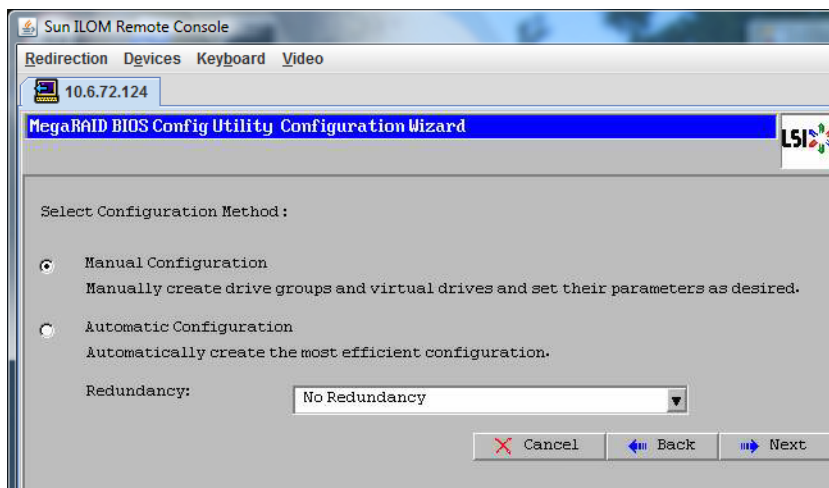 Sun ILOM Remote Console
Redirection Devices Keyboard Video
10.6.72.124
MegaRAID BIOS Config Utility Configuration Wizard
LSI
Select Configuration Method:
Manual Configuration
Manually create drive groups and virtual drives and set their parameters as desired.
Automatic Configuration
Automatically create the most efficient configuration.
Redundancy: No Redundancy
Cancel Back Next